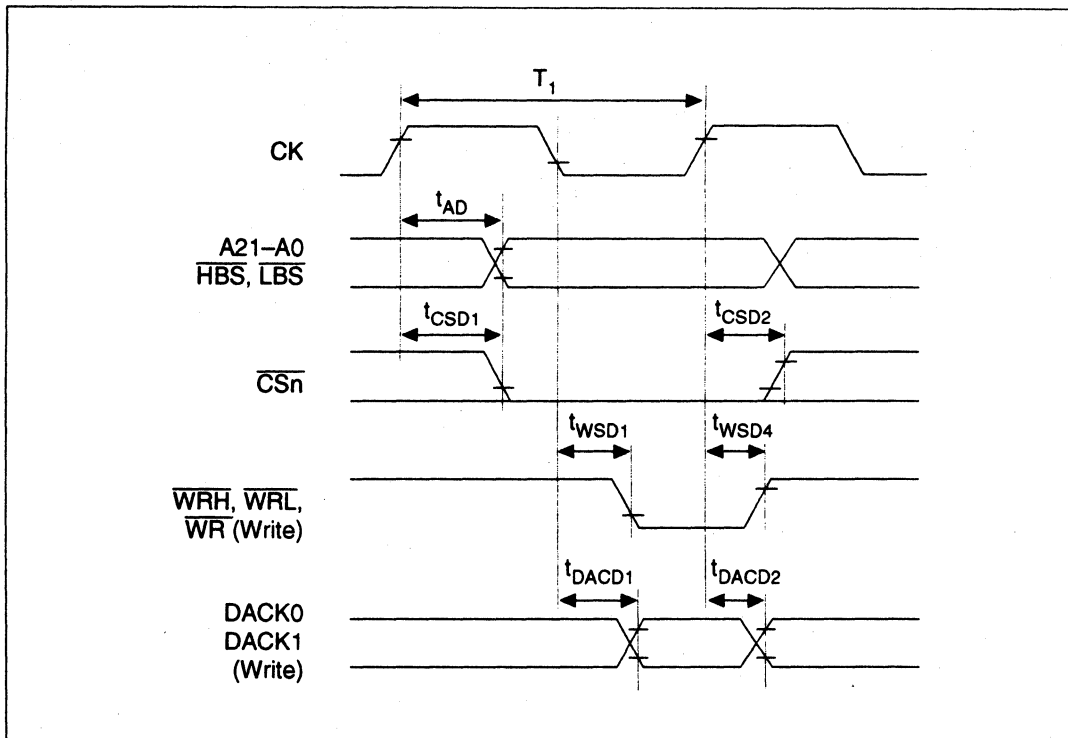 T1
CK
tAD
A21–A0
HBS, LBS
tCSD1
tCSD2
CSn
tWSD1
tWSD4
WRH, WRL,
WR (Write)
tDACD1
tDACD2
DACK0
DACK1
(Write)